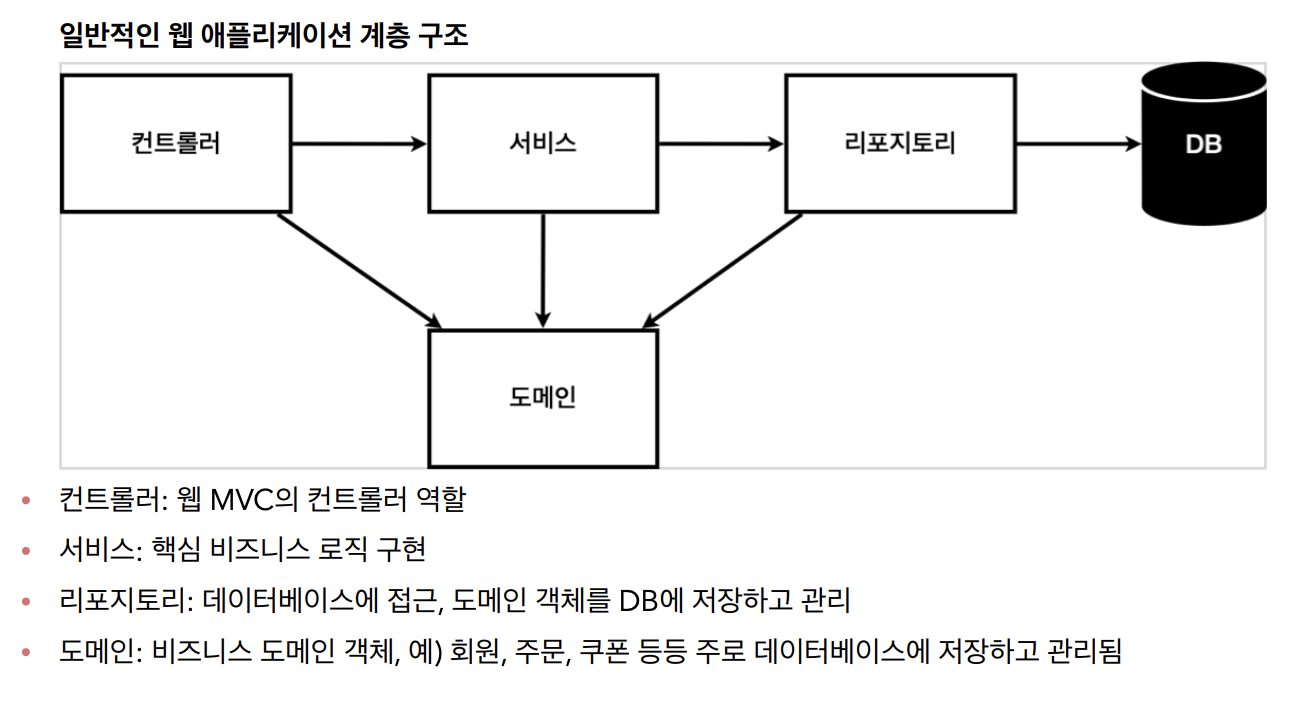 일반적인 웹 애플리케이션 계층 구조
컨트롤러
서비스
리포지토리
DB
도메인
컨트롤러: 웹 MVC의 컨트롤러 역할
서비스: 핵심 비즈니스 로직 구현
리포지토리: 데이터베이스에 접근, 도메인 객체를 DB에 저장하고 관리
도메인: 비즈니스 도메인 객체, 예) 회원, 주문, 쿠폰 등등 주로 데이터베이스에 저장하고 관리됨